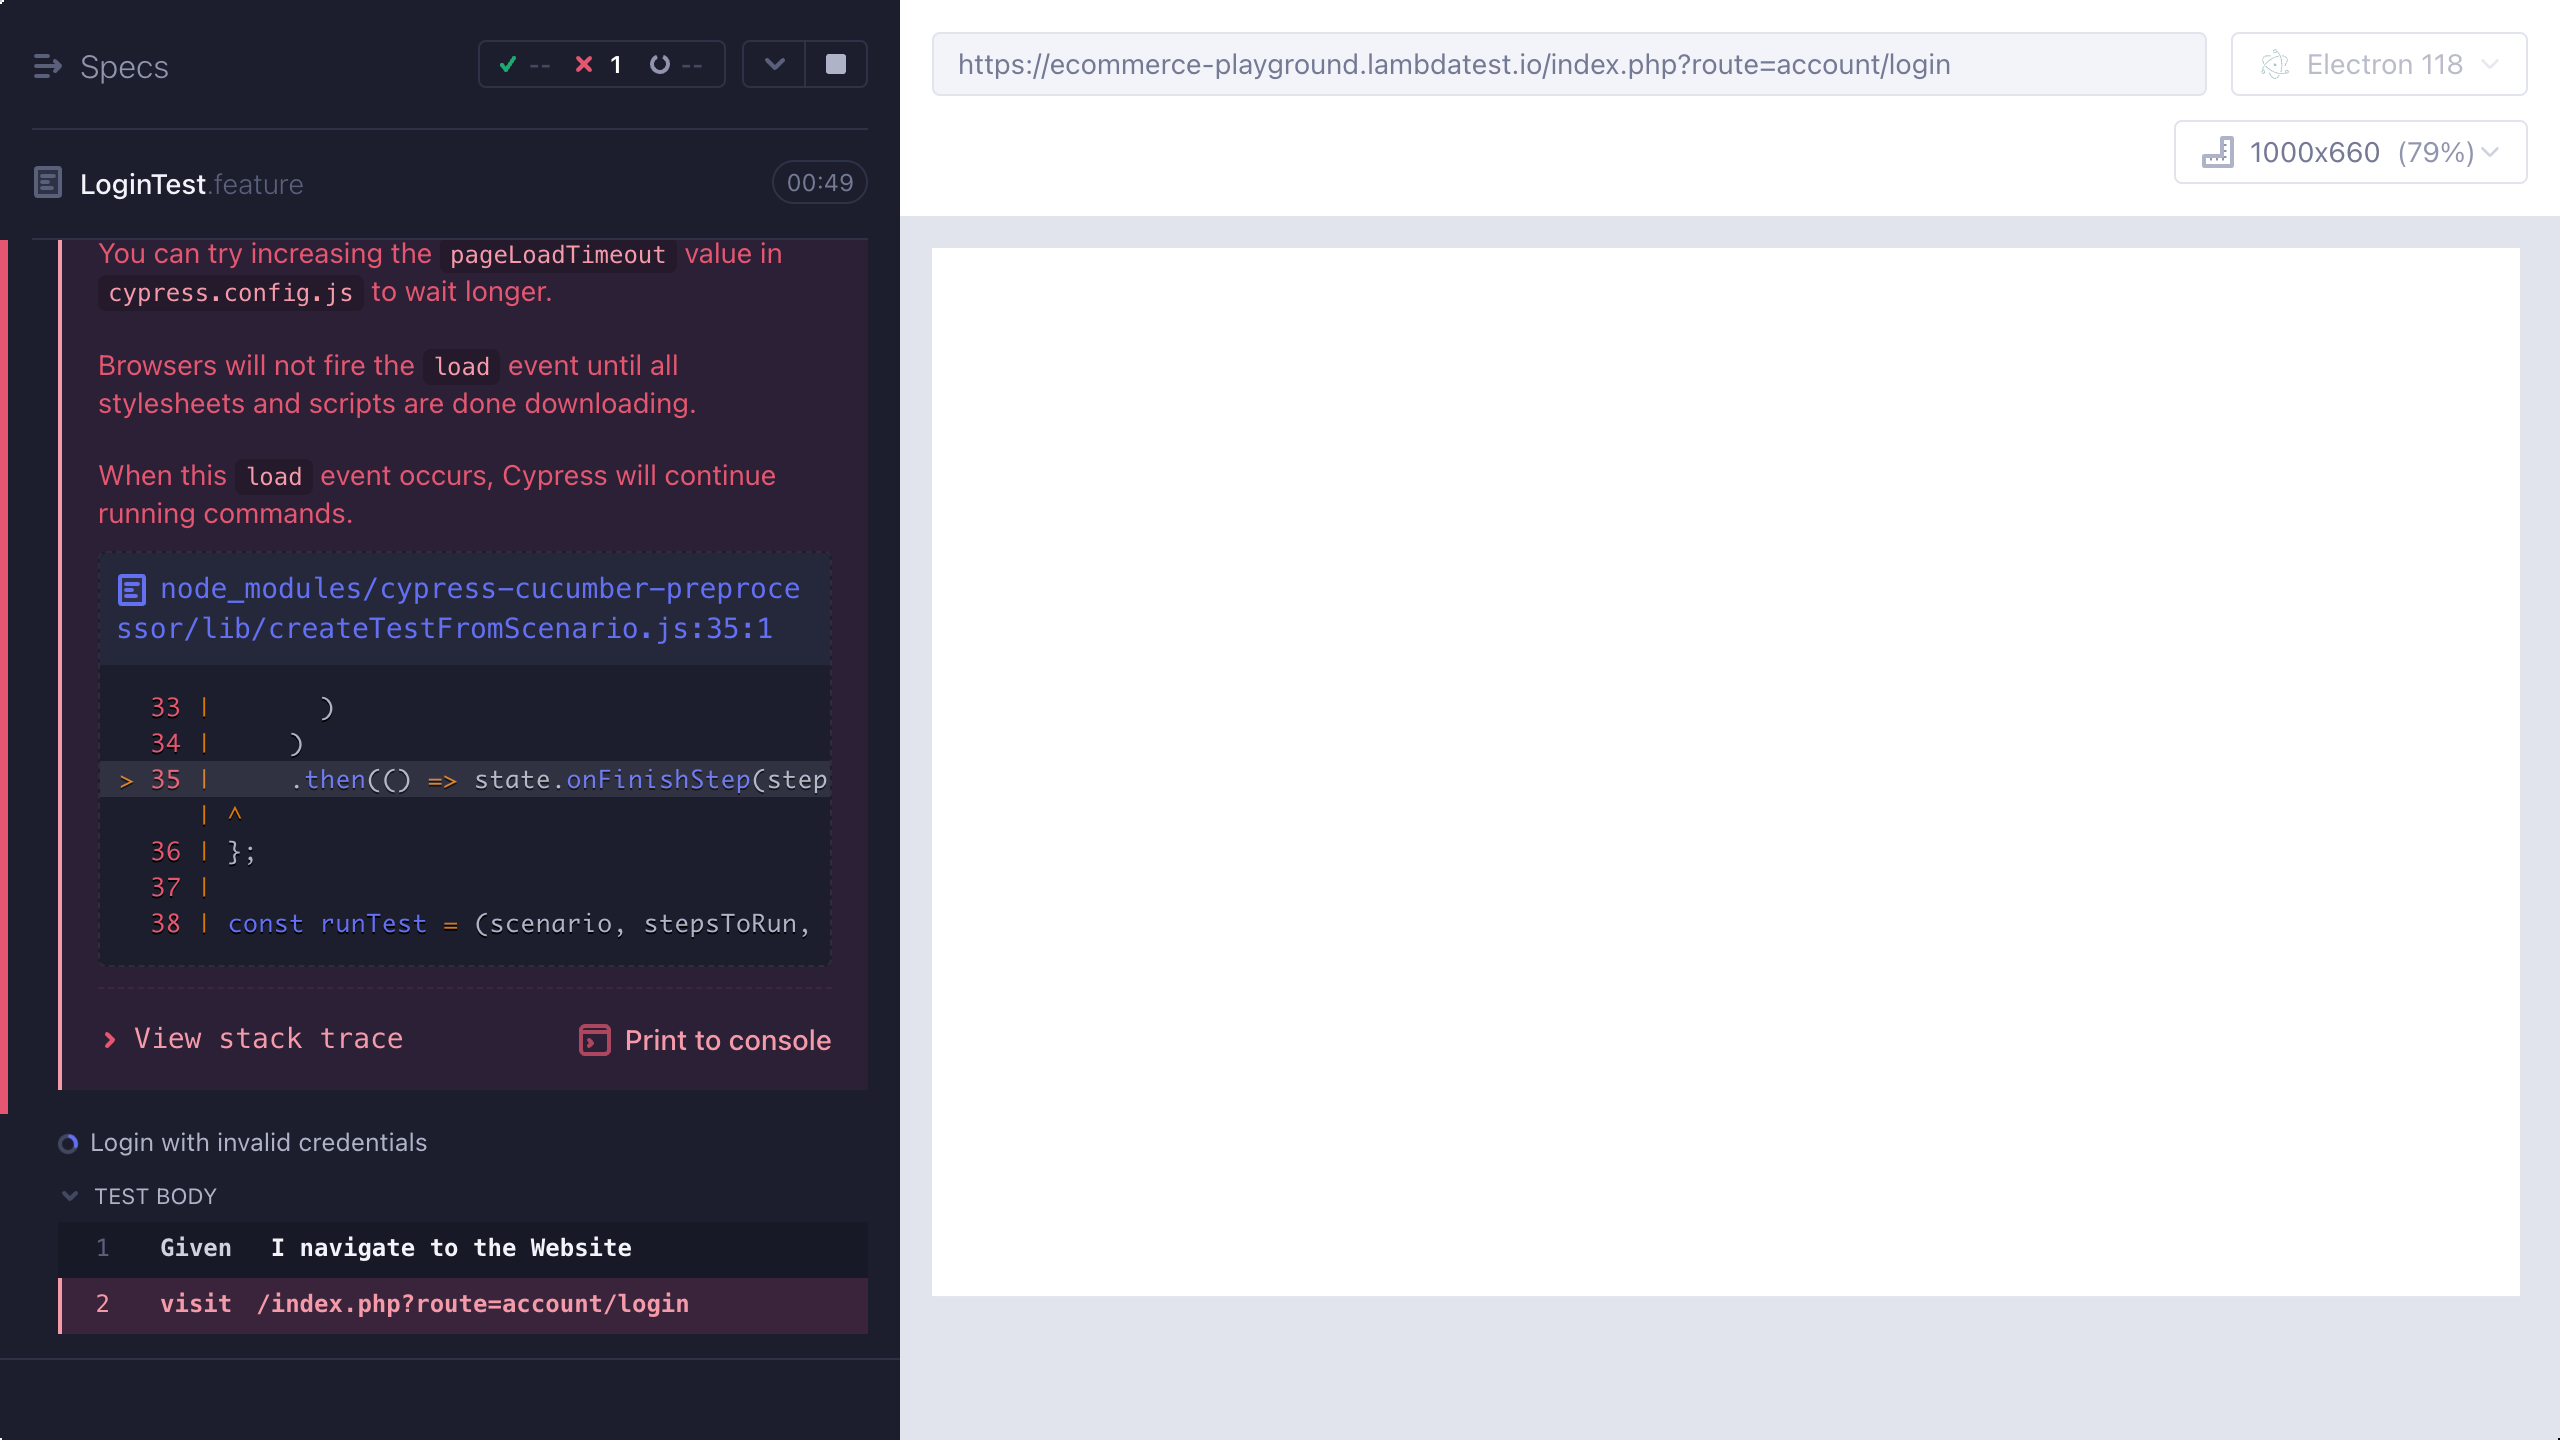 Specs
-- 1 --
LoginTest.feature
00:49
You can try increasing the pageLoadTimeout value in
cypress.config.js to wait longer.
Browsers will not fire the load event until all
stylesheets and scripts are done downloading.
When this load event occurs, Cypress will continue
running commands.
node_modules/cypress-cucumber-preproce
ssor/lib/createTestFromScenario.js:35:1
33 |       )
34 |     )
> 35 |     .then(() => state.onFinishStep(step
| ^
36 | };
37 |
38 | const runTest = (scenario, stepsToRun,
View stack trace
Print to console
Login with invalid credentials
TEST BODY
1 Given I navigate to the Website
2 visit /index.php?route=account/login
https://ecommerce-playground.lambdatest.io/index.php?route=account/login
Electron 118
1000x660 (79%)